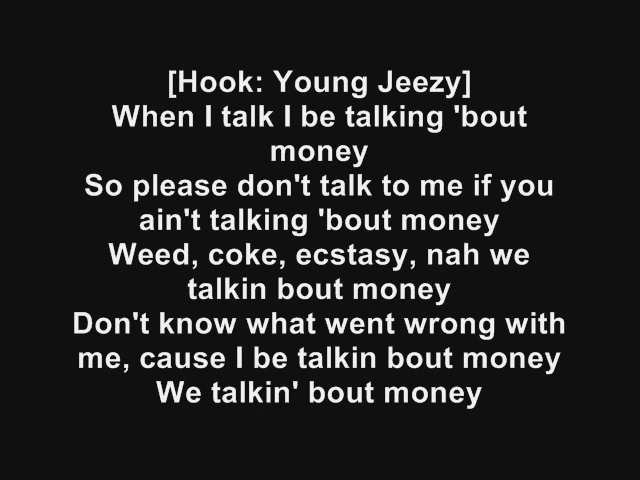 [Hook: Young Jeezy]
When I talk I be talking 'bout
money
So please don't talk to me if you
ain't talking 'bout money
Weed, coke, ecstasy, nah we
talkin bout money
Don't know what went wrong with
me, cause I be talkin bout money
We talkin' bout money